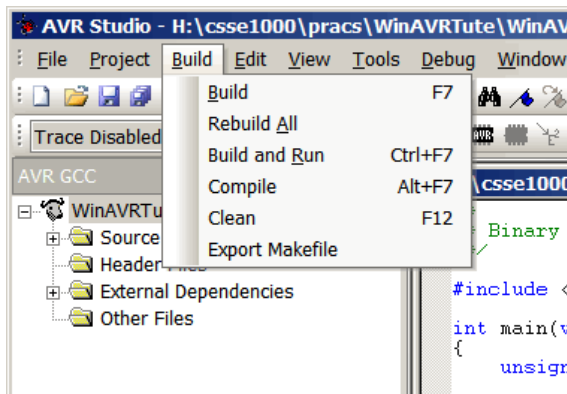 AVR Studio - H:\csse1000\pracs\WinAVRTute\WinAV
File Project Build Edit View Tools Debug Window
Build F7
Rebuild All
Trace Disabled
Build and Run Ctrl+F7
AVR GCC
Compile Alt+F7
\csse1000
Clean F12
Export Makefile
WinAVRTu
Source
Header Files
External Dependencies
Other Files
Binary
*/
#include <
int main(v
{
unsign